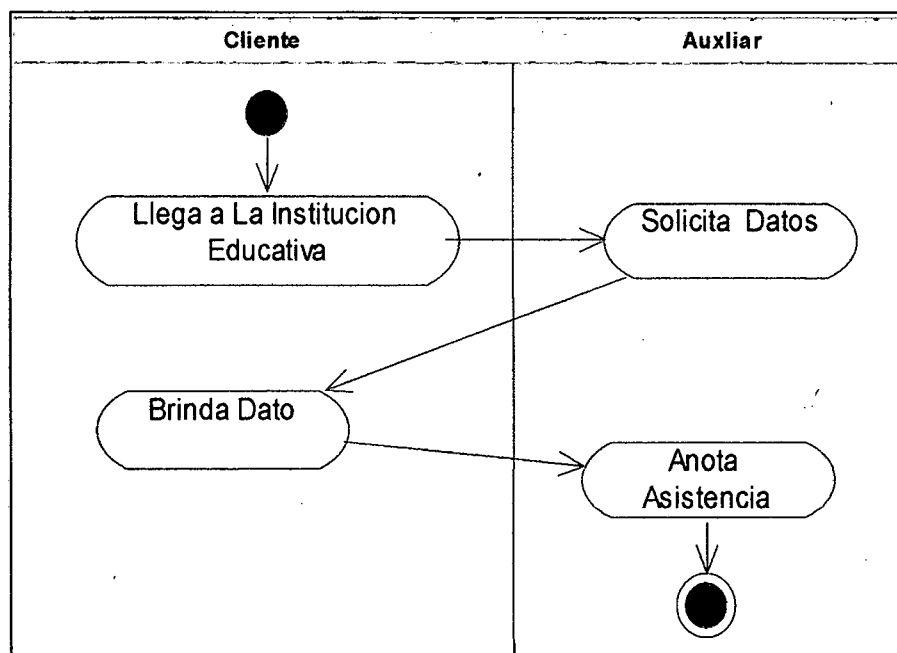 Cliente
Auxliar
Llega a La Institucion
Educativa
Solicita Datos
Brinda Dato
Anota
Asistencia